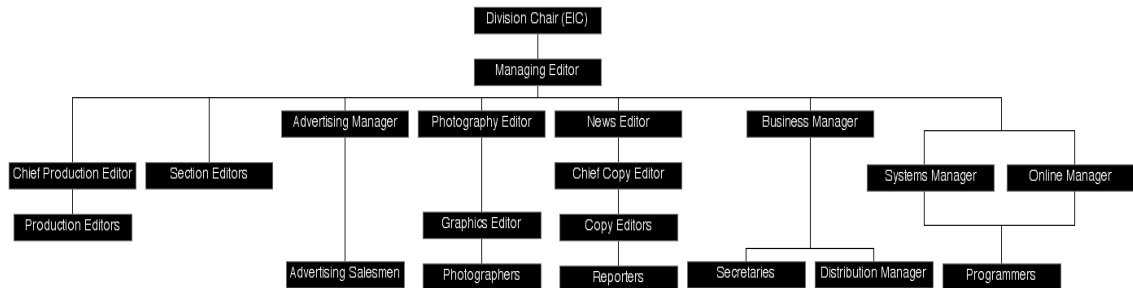 Division Chair (EIC)
Managing Editor
Advertising Manager
Photography Editor
News Editor
Business Manager
Chief Production Editor
Section Editors
Chief Copy Editor
Systems Manager
Online Manager
Production Editors
Graphics Editor
Copy Editors
Advertising Salesmen
Photographers
Reporters
Secretaries
Distribution Manager
Programmers